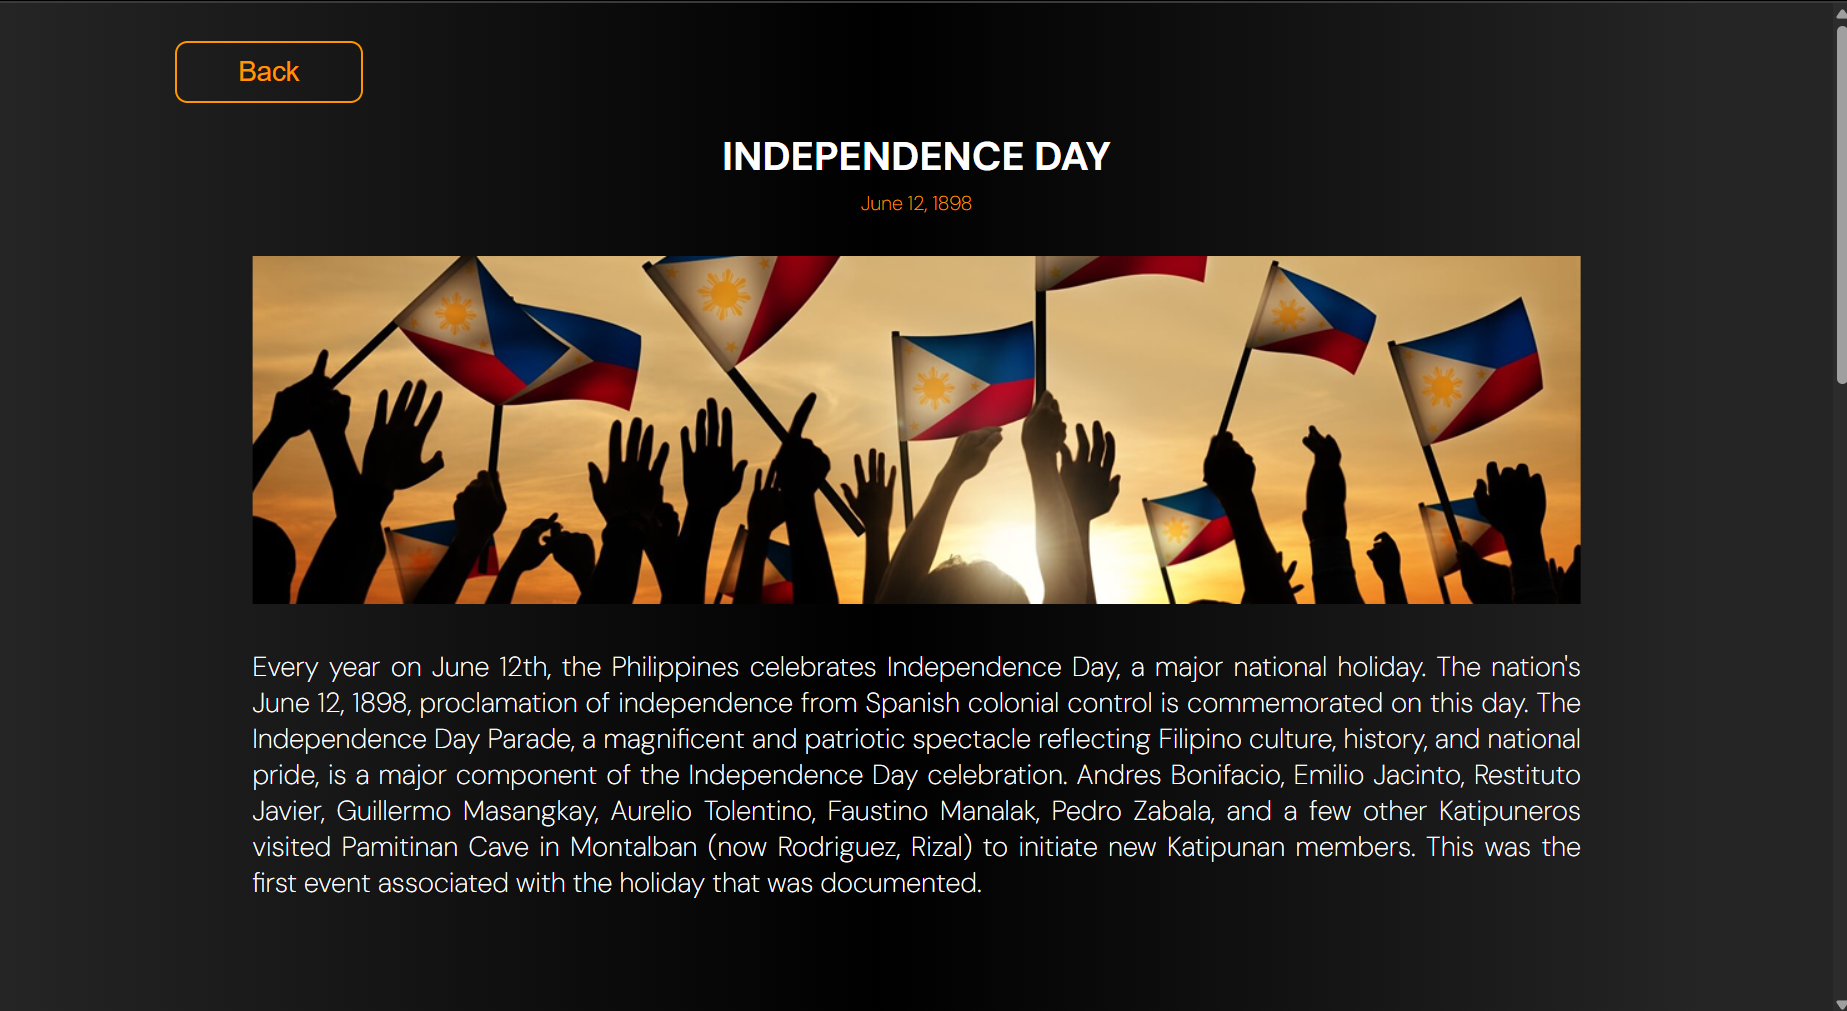 Back
INDEPENDENCE DAY
June 12, 1898
Every year on June 12th, the Philippines celebrates Independence Day, a major national holiday. The nation's
June 12, 1898, proclamation of independence from Spanish colonial control is commemorated on this day. The
Independence Day Parade, a magnificent and patriotic spectacle reflecting Filipino culture, history, and national
pride, is a major component of the Independence Day celebration. Andres Bonifacio, Emilio Jacinto, Restituto
Javier, Guillermo Masangkay, Aurelio Tolentino, Faustino Manalak, Pedro Zabala, and a few other Katipuneros
visited Pamitinan Cave in Montalban (now Rodriguez, Rizal) to initiate new Katipunan members. This was the
first event associated with the holiday that was documented.